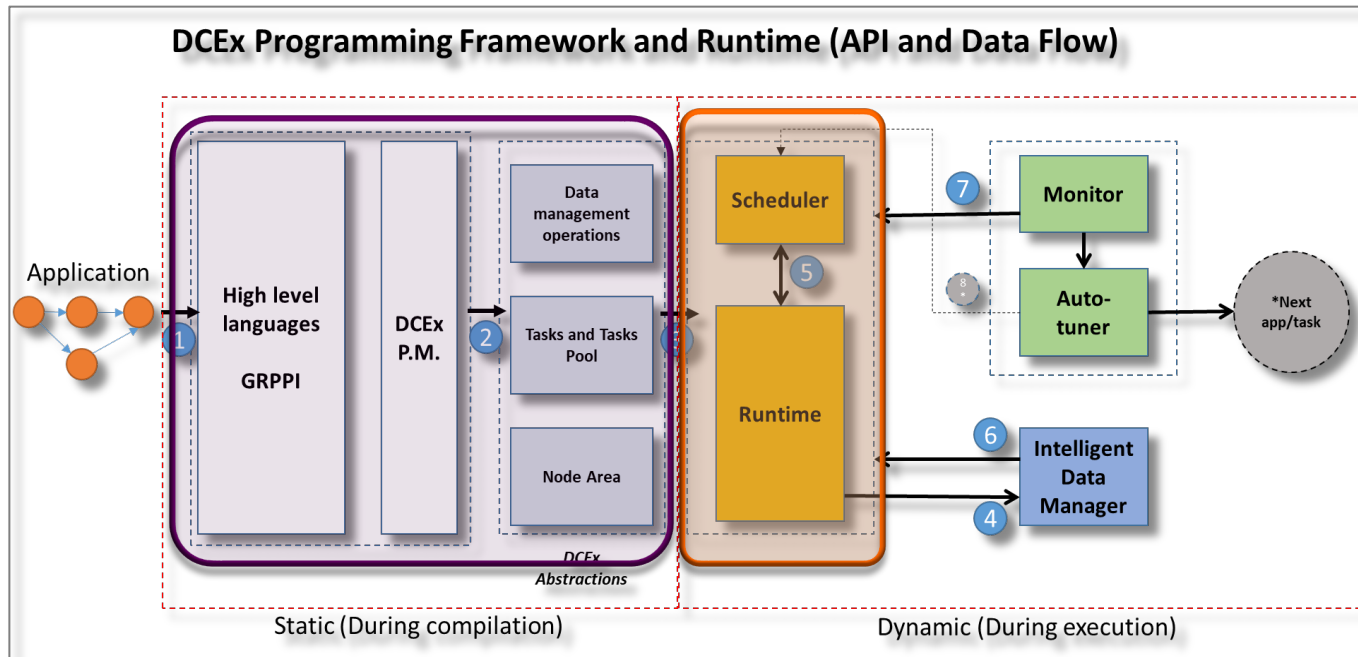 DCEx Programming Framework and Runtime (API and Data Flow)
Application
1
High level
languages
GRPPI
DCEx
P.M.
2
Data
management
operations
Tasks and Tasks
Pool
Node Area
DCEx
Abstractions
Scheduler
5
Runtime
7
Monitor
8
*
Auto-
tuner
*Next
app/task
6
4
Intelligent
Data
Manager
Static (During compilation)
Dynamic (During execution)